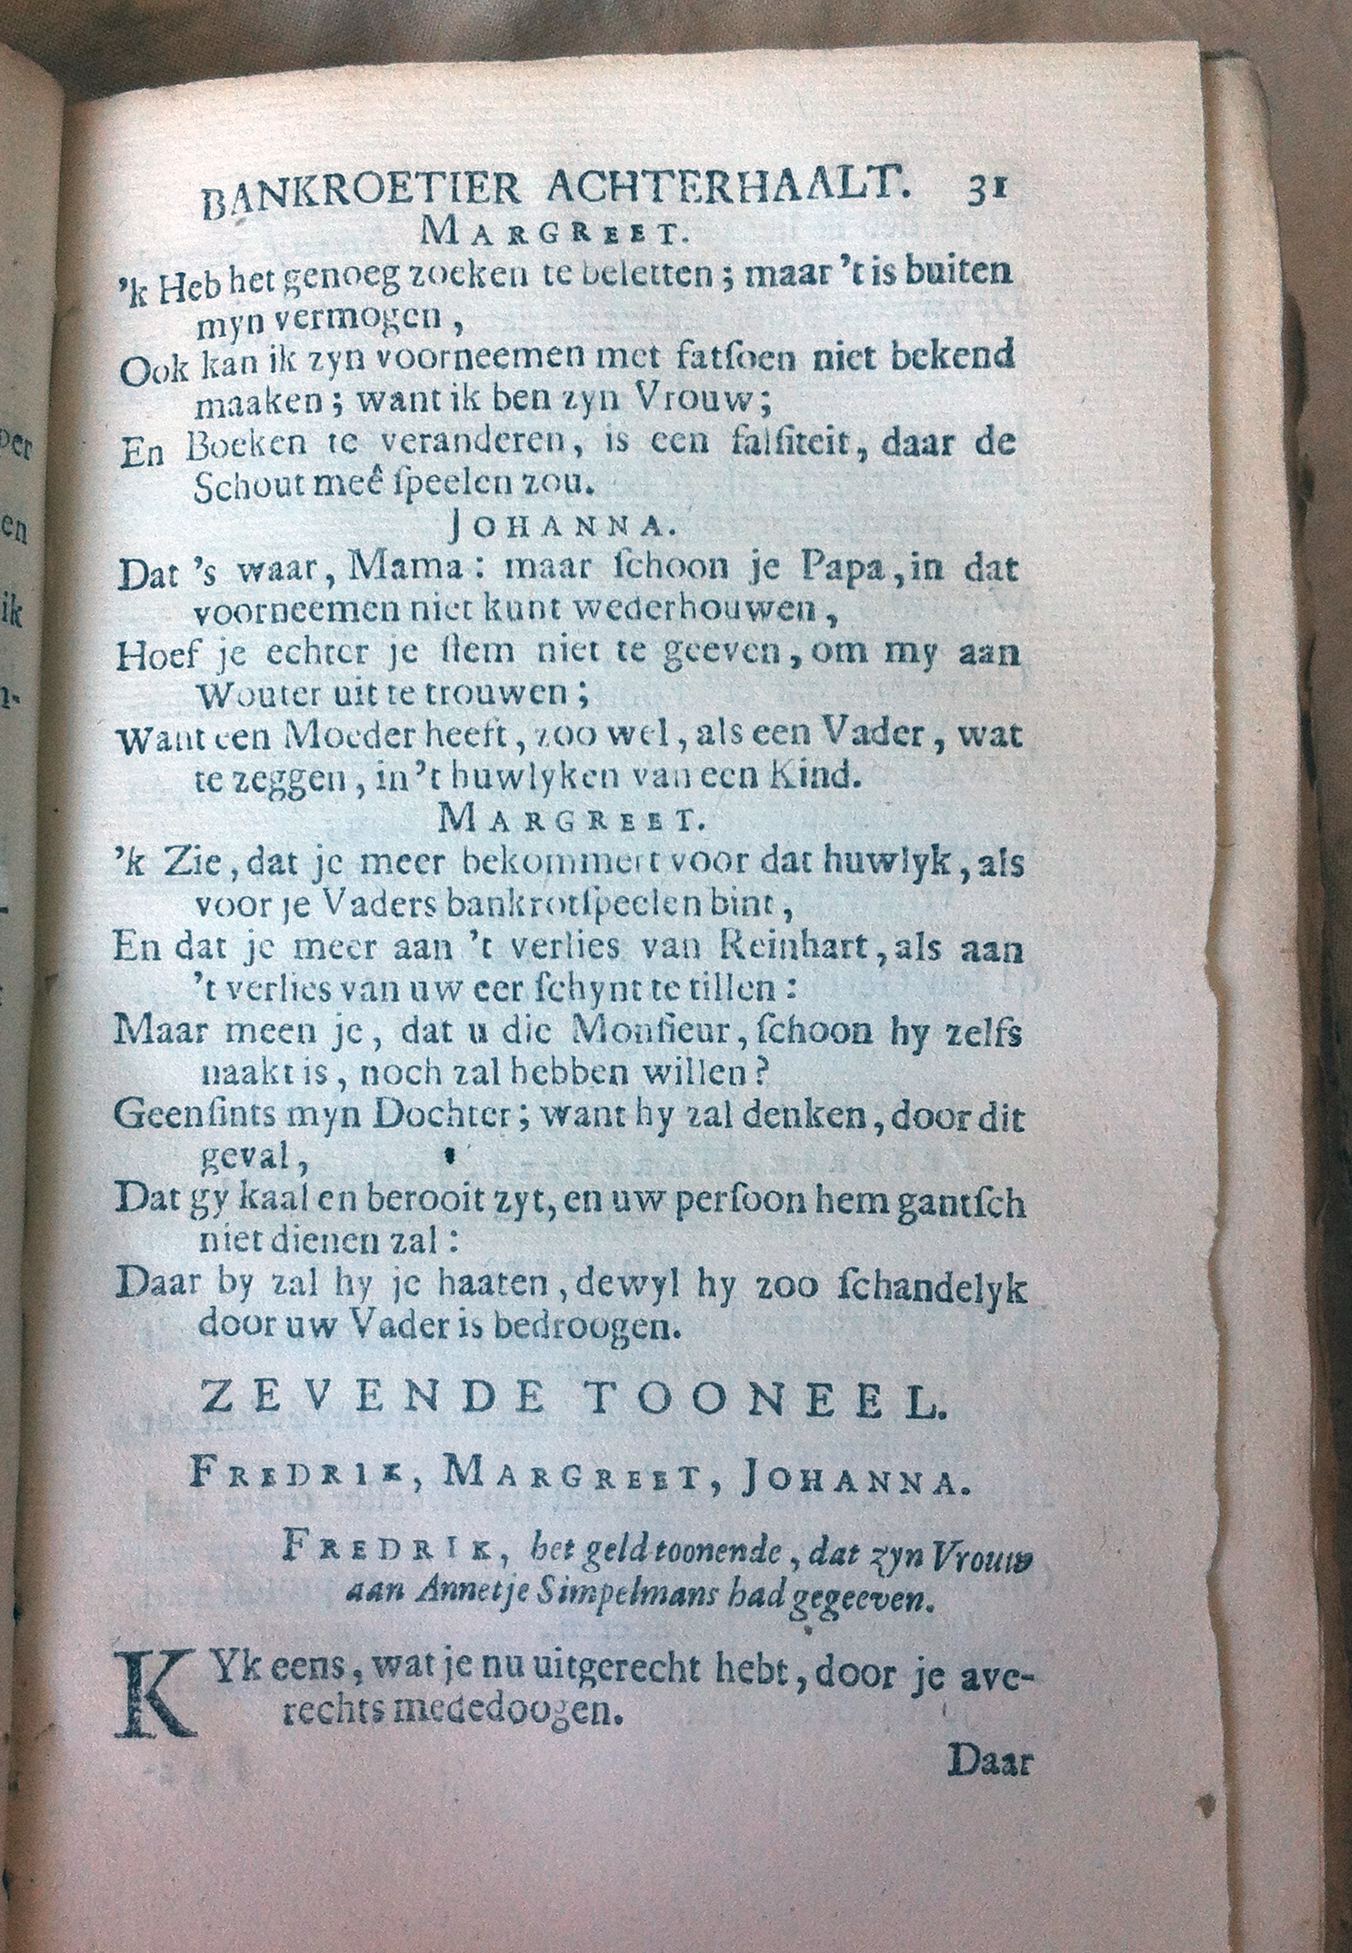 BANKROETIER ACHTERHAALT. 31
MARGREET.
'k Heb het genoeg zoeken te beletten; maar 't is buiten
myn vermogen,
Ook kan ik zyn voorneemen met fatſoen niet bekend
maaken; want ik ben zyn Vrouw;
En Boeken te veranderen, is een falſiteit, daar de
Schout meê ſpeelen zou.
JOHANNA.
Dat 's waar, Mama: maar ſchoon je Papa, in dat
voorneemen niet kunt wederhouwen,
Hoef je echter je ſtem niet te geeven, om my aan
Wouter uit te trouwen;
Want een Moeder heeft, zoo wel, als een Vader, wat
te zeggen, in 't huwlyken van een Kind.
MARGREET.
'k Zie, dat je meer bekommert voor dat huwlyk, als
voor je Vaders bankrotſpeelen bint,
En dat je meer aan 't verlies van Reinhart, als aan
't verlies van uw eer ſchynt te tillen:
Maar meen je, dat u die Monſieur, ſchoon hy zelfs
naakt is, noch zal hebben willen?
Geenſints myn Dochter; want hy zal denken, door dit
geval,
Dat gy kaal en berooit zyt, en uw perſoon hem gantſch
niet dienen zal:
Daar by zal hy je haaten, dewyl hy zoo ſchandelyk
door uw Vader is bedroogen.
ZEVENDE TOONEEL.
FREDRIK, MARGREET, JOHANNA.
FREDRIK, het geld toonende, dat zyn Vrouw
aan Annetje Simpelmans had gegeeven.
KYk eens, wat je nu uitgerecht hebt, door je ave-
rechts mededoogen.
Daar
per
en
ik